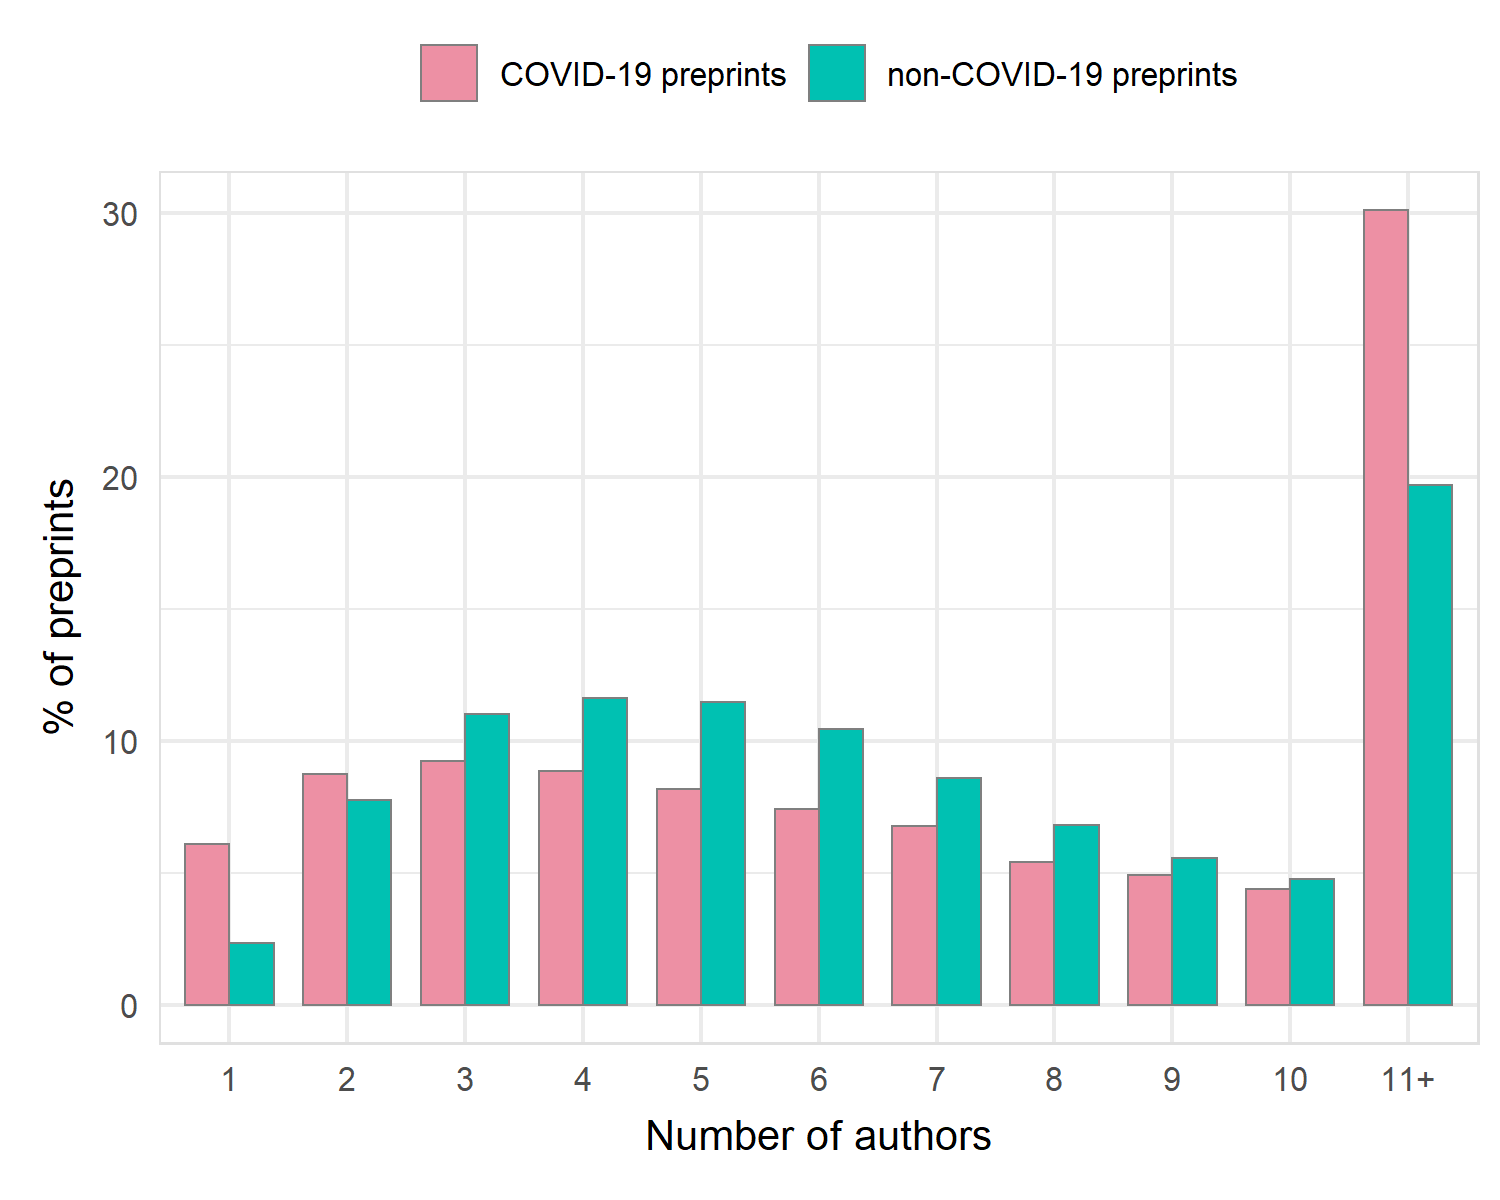 COVID-19 preprints non-COVID-19 preprints
% of preprints
30
20
10
0
1 2 3 4 5 6 7 8 9 10 11+
Number of authors